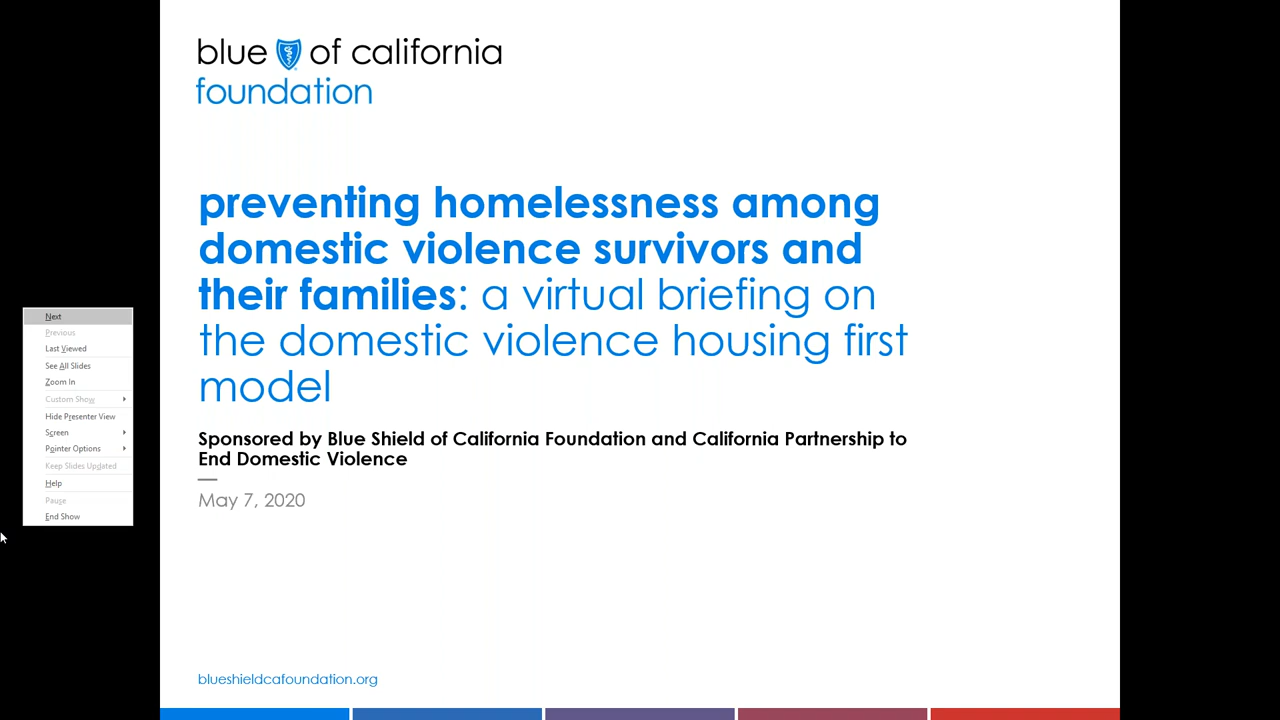 blue of california
foundation
preventing homelessness among
domestic violence survivors and
their families: a virtual briefing on
the domestic violence housing first
model
Sponsored by Blue Shield of California Foundation and California Partnership to
End Domestic Violence
May 7, 2020
blueshieldcafoundation.org
Next
Previous
Last Viewed
See All Slides
Zoom In
Custom Show
Hide Presenter View
Screen
Pointer Options
Keep Slides Updated
Help
Pause
End Show